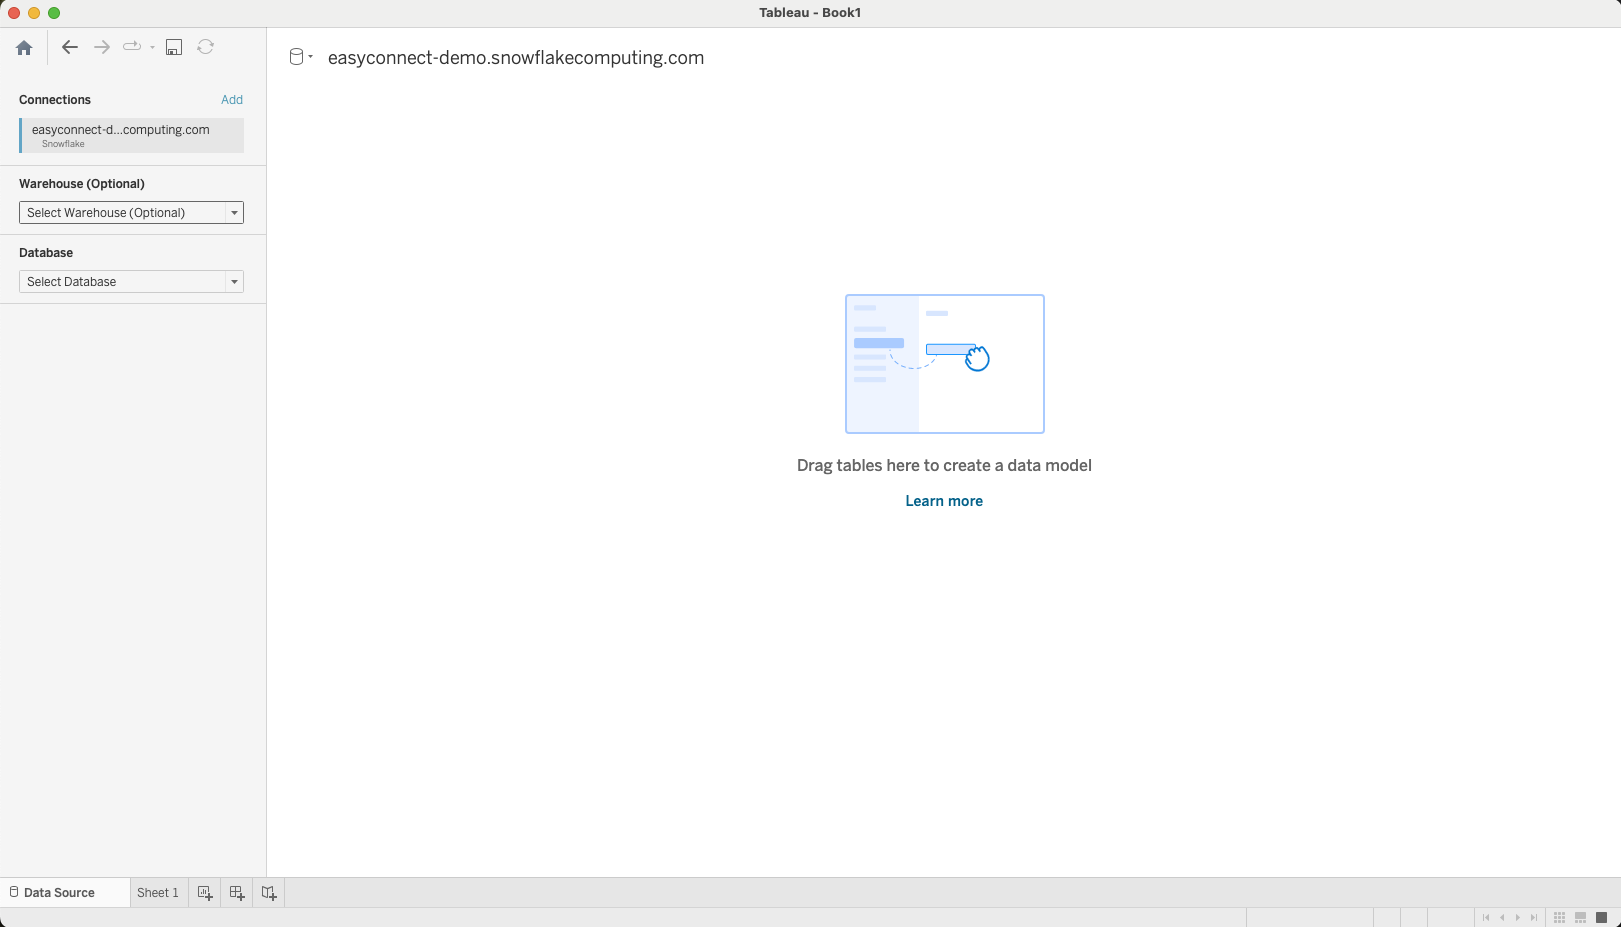 Tableau - Book1
easyconnect-demo.snowflakecomputing.com
Connections Add
easyconnect-d...computing.com
Snowflake
Warehouse (Optional)
Select Warehouse (Optional)
Database
Select Database
Drag tables here to create a data model
Learn more
Data Source Sheet 1